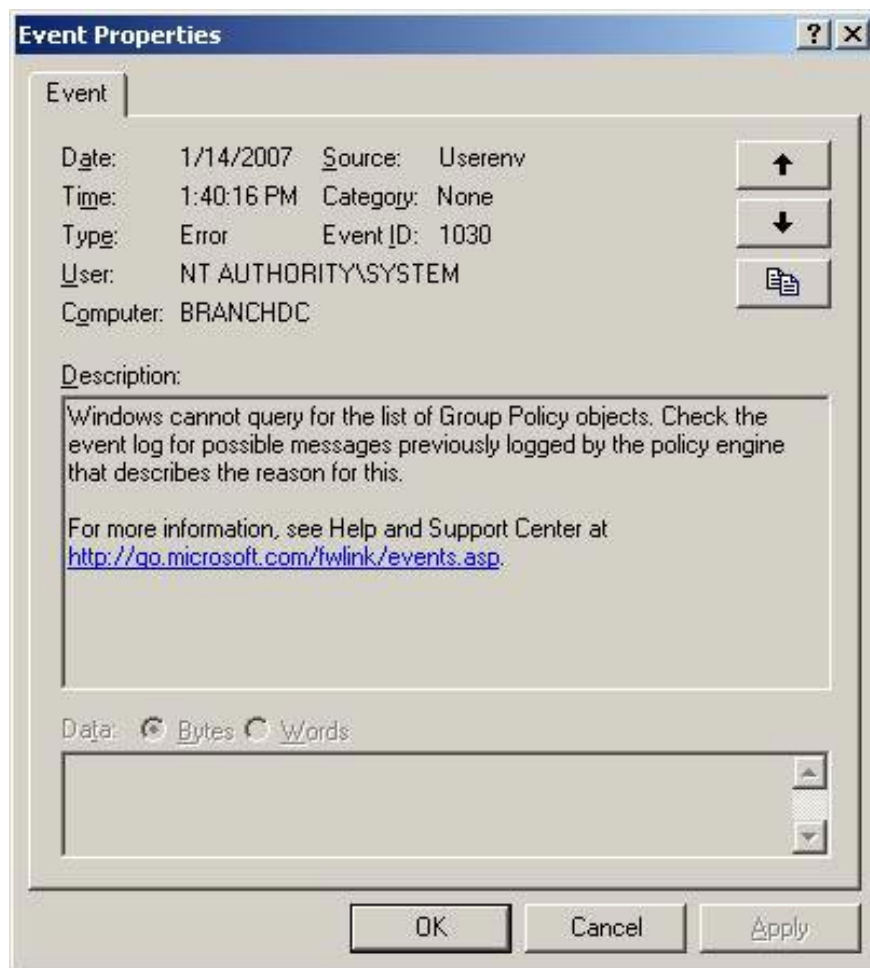 Event Properties
Event
Date: 1/14/2007 Source: Userenv
Time: 1:40:16 PM Category: None
Type: Error Event ID: 1030
User: NT AUTHORITY\SYSTEM
Computer: BRANCHDC
Description:
Windows cannot query for the list of Group Policy objects. Check the
event log for possible messages previously logged by the policy engine
that describes the reason for this.
For more information, see Help and Support Center at
http://go.microsoft.com/fwlink/events.asp.
Data: Bytes Words
OK Cancel Apply